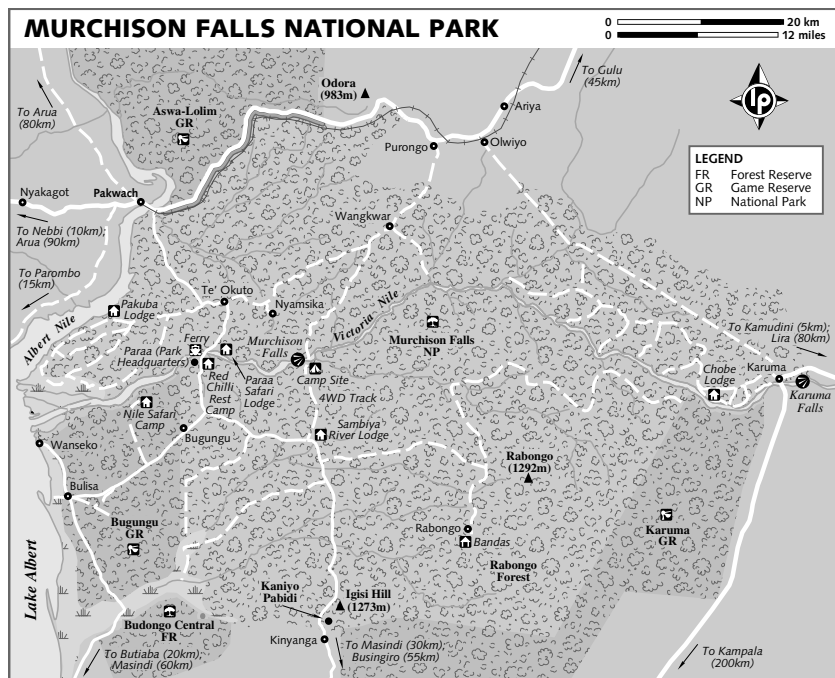 MURCHISON FALLS NATIONAL PARK
0 20 km
0 12 miles
To Gulu
(45km)
Odora
(983m)
To Arua
(80km)
Aswa-Lolim
GR
Ariya
lp
Purongo
Olwiyo
LEGEND
FR Forest Reserve
GR Game Reserve
NP National Park
Nyakagot
Pakwach
Wangkwar
To Nebbi (10km);
Arua (90km)
To Parombo
(15km)
Te' Okuto
Pakuba
Lodge
Nyamsika
Victoria Nile
Albert Nile
Murchison Falls
NP
Ferry
Murchison
Falls
To Kamudini (5km);
Lira (80km)
Paraa (Park
Headquarters)
Red
Chilli
Rest
Camp
Paraa
Safari
Lodge
Camp Site
4WD Track
Chobe
Lodge
Karuma
Karuma
Falls
Nile Safari
Camp
Sambiya
River Lodge
Bugungu
Wanseko
Rabongo
(1292m)
Bulisa
Bugungu
GR
Rabongo
Bandas
Karuma
GR
Lake Albert
Rabongo
Forest
Kaniyo
Pabidi
Igisi Hill
(1273m)
Budongo Central
FR
Kinyanga
To Masindi (30km);
Busingiro (55km)
To Butiaba (20km);
Masindi (60km)
To Kampala
(200km)